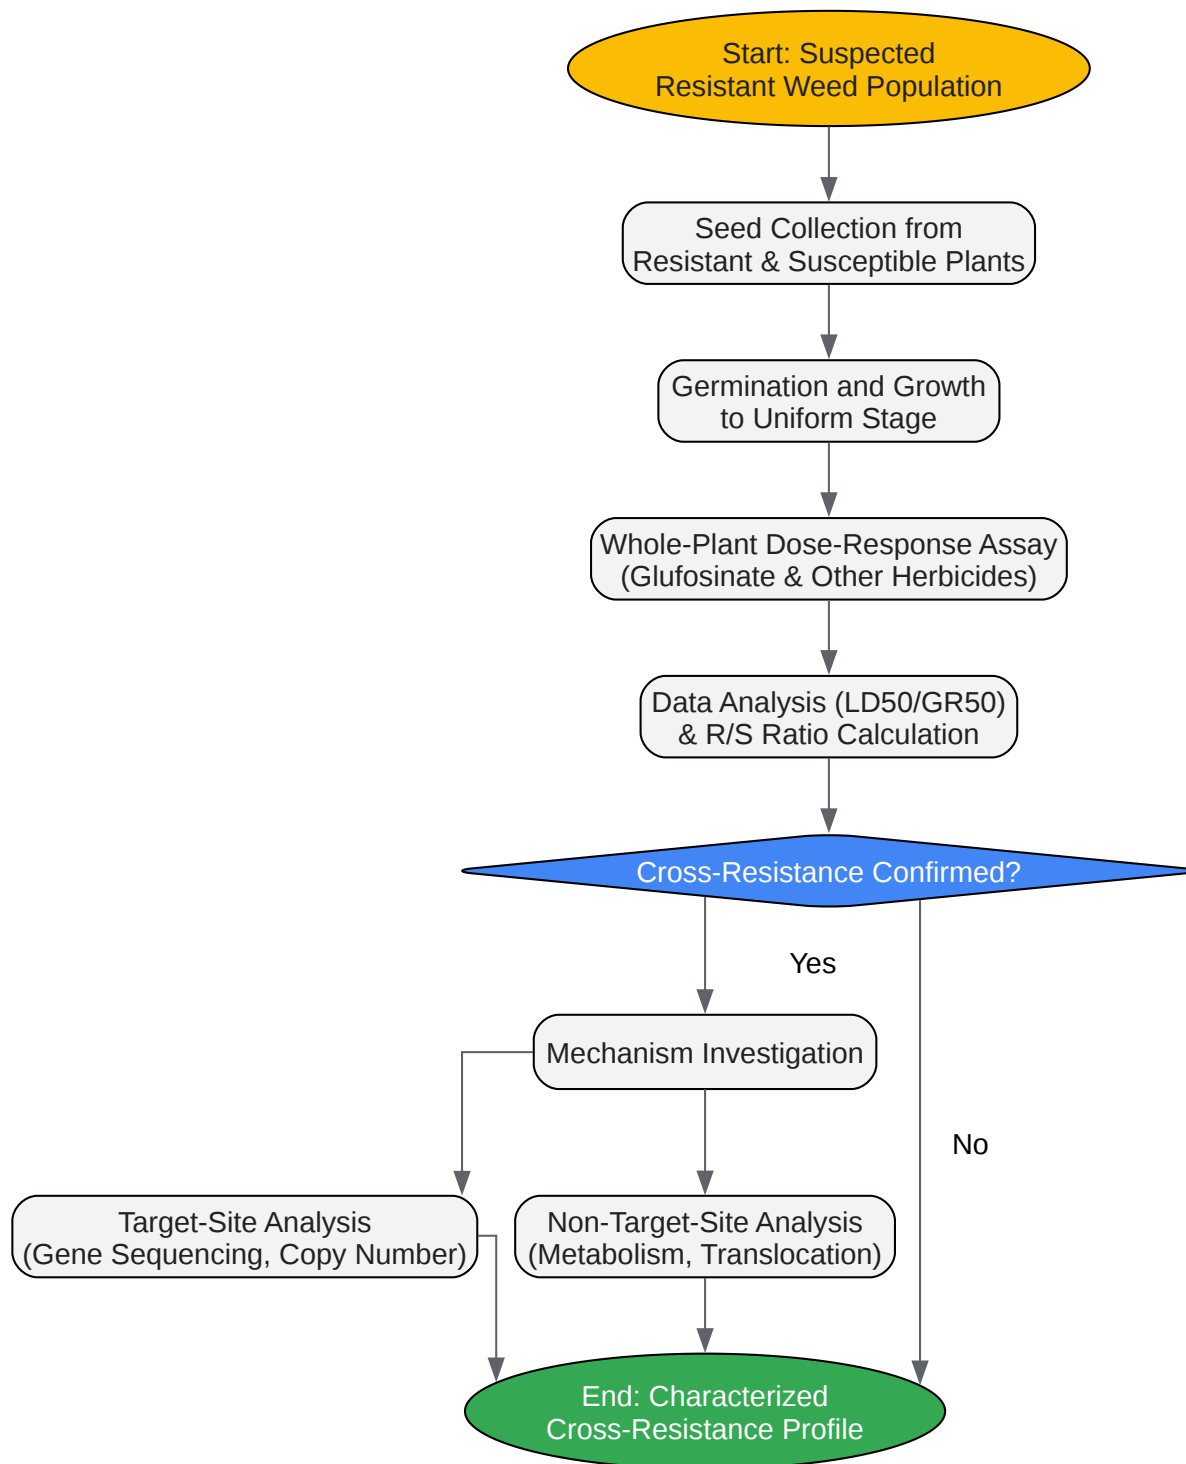 Start: Suspected
Resistant Weed Population
Seed Collection from
Resistant & Susceptible Plants
Germination and Growth
to Uniform Stage
Whole-Plant Dose-Response Assay
(Glufosinate & Other Herbicides)
Data Analysis (LD50/GR50)
& R/S Ratio Calculation
Cross-Resistance Confirmed?
Yes
Mechanism Investigation
No
Target-Site Analysis
(Gene Sequencing, Copy Number)
Non-Target-Site Analysis
(Metabolism, Translocation)
End: Characterized
Cross-Resistance Profile